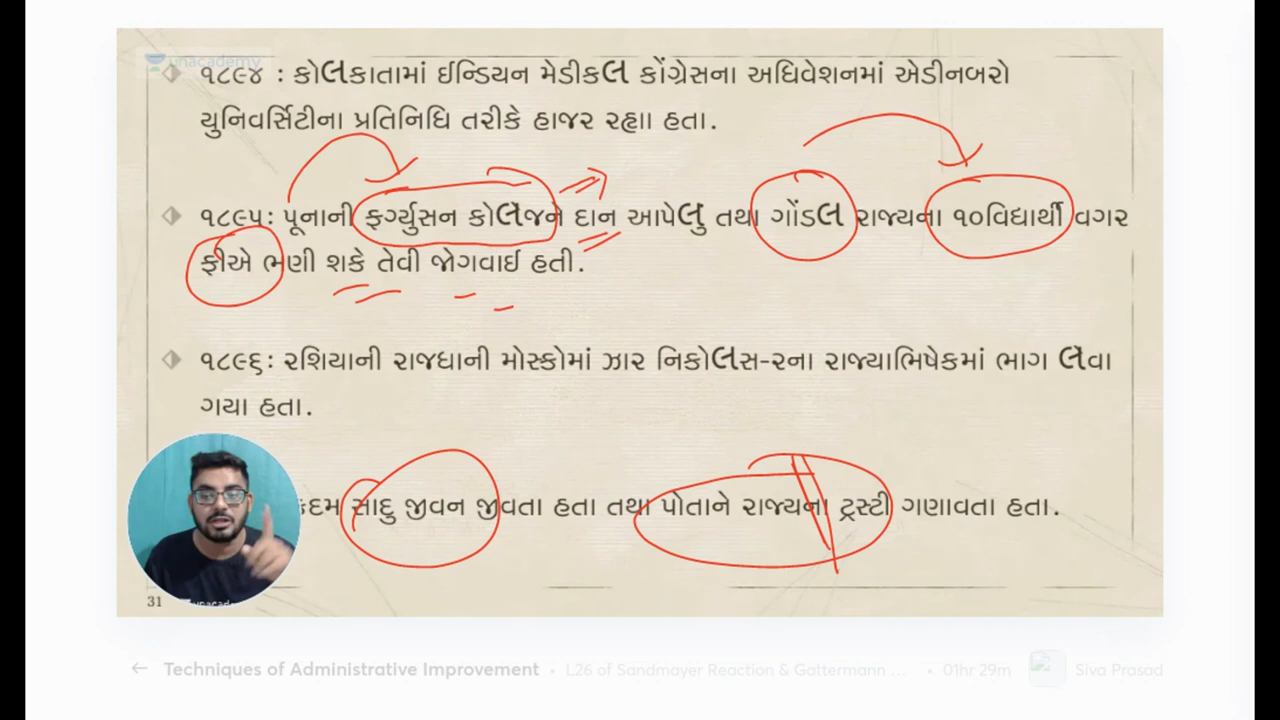 unacademy
૧૮૯૪ : કોલકાતામાં ઈન્ડિયન મેડીકલ કોંગ્રેસના અધિવેશનમાં એડીનબરો
યુનિવર્સિટીના પ્રતિનિધિ તરીકે હાજર રહ્યા હતા.
૧૮૯૫: પૂનાની ફર્ગ્યુસન કોલેજને દાન આપેલું તથા ગોંડલ રાજ્યના ૧૦વિદ્યાર્થી વગર
ફીએ ભણી શકે તેવી જોગવાઈ હતી.
૧૮૯૬: રશિયાની રાજધાની મોસ્કોમાં ઝાર નિકોલસ-૨ના રાજ્યાભિષેકમાં ભાગ લેવા
ગયા હતા.
સાદુ જીવન જીવતા હતા તથા પોતાને રાજ્યના ટ્રસ્ટી ગણાવતા હતા.
31
← Techniques of Administrative Improvement • L26 of Sandmayer Reaction & Gattermann ... • 01hr 29m Siva Prasad